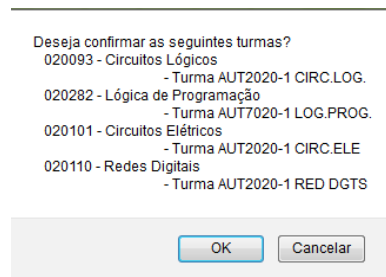 Deseja confirmar as seguintes turmas?
020093 - Circuitos Lógicos
- Turma AUT2020-1 CIRC.LOG.
020282 - Lógica de Programação
- Turma AUT7020-1 LOG.PROG.
020101 - Circuitos Elétricos
- Turma AUT2020-1 CIRC.ELE
020110 - Redes Digitais
- Turma AUT2020-1 RED DGTS
OK Cancelar